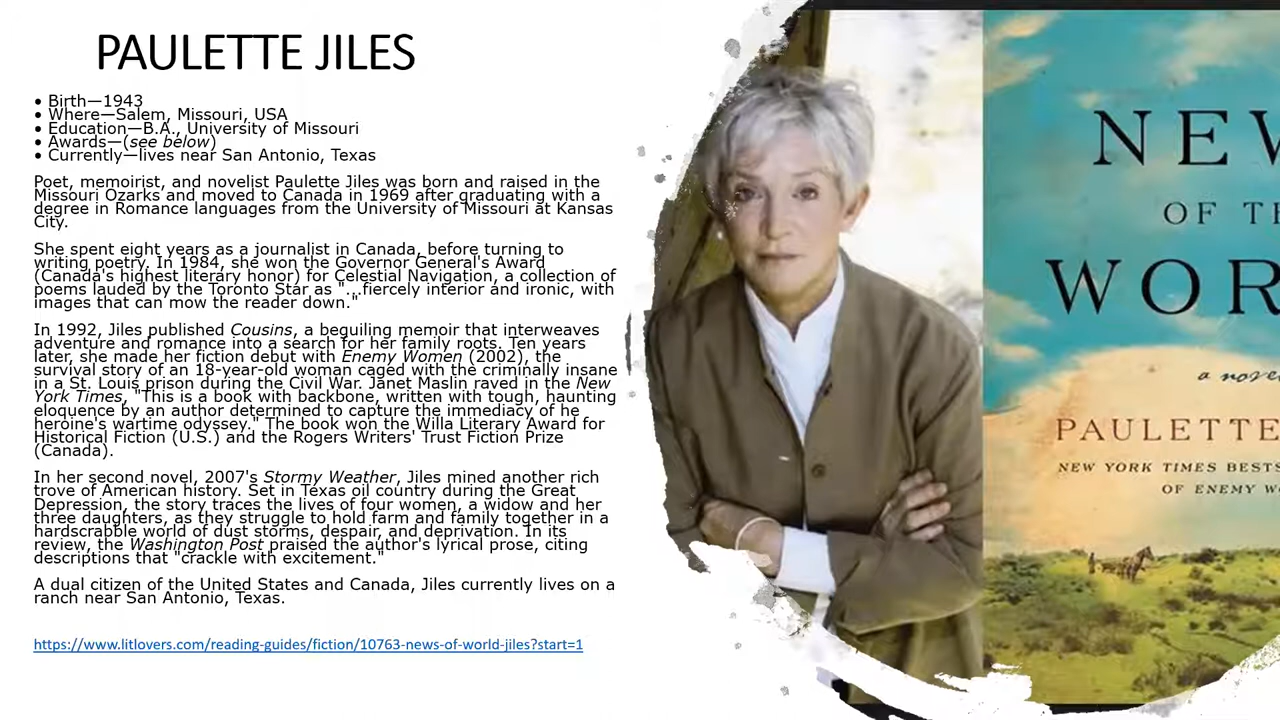 PAULETTE JILES
• Birth—1943
• Where—Salem, Missouri, USA
• Education—B.A., University of Missouri
• Awards—(see below)
• Currently—lives near San Antonio, Texas
Poet, memoirist, and novelist Paulette Jiles was born and raised in the
Missouri Ozarks and moved to Canada in 1969 after graduating with a
degree in Romance languages from the University of Missouri at Kansas
City.
She spent eight years as a journalist in Canada, before turning to
writing poetry. In 1984, she won the Governor General's Award
(Canada's highest literary honor) for Celestial Navigation, a collection of
poems lauded by the Toronto Star as "...fiercely interior and ironic, with
images that can mow the reader down."
In 1992, Jiles published Cousins, a beguiling memoir that interweaves
adventure and romance into a search for her family roots. Ten years
later, she made her fiction debut with Enemy Women (2002), the
survival story of an 18-year-old woman caged with the criminally insane
in a St. Louis prison during the Civil War. Janet Maslin raved in the New
York Times, "This is a book with backbone, written with tough, haunting
eloquence by an author determined to capture the immediacy of he
heroine's wartime odyssey." The book won the Willa Literary Award for
Historical Fiction (U.S.) and the Rogers Writers' Trust Fiction Prize
(Canada).
In her second novel, 2007's Stormy Weather, Jiles mined another rich
trove of American history. Set in Texas oil country during the Great
Depression, the story traces the lives of four women, a widow and her
three daughters, as they struggle to hold farm and family together in a
hardscrabble world of dust storms, despair, and deprivation. In its
review, the Washington Post praised the author's lyrical prose, citing
descriptions that "crackle with excitement."
A dual citizen of the United States and Canada, Jiles currently lives on a
ranch near San Antonio, Texas.
https://www.litlovers.com/reading-guides/fiction/10763-news-of-world-jiles?start=1
NEW
OF TH
WOR
a novel
PAULETTE
NEW YORK TIMES BESTS
OF ENEMY WO